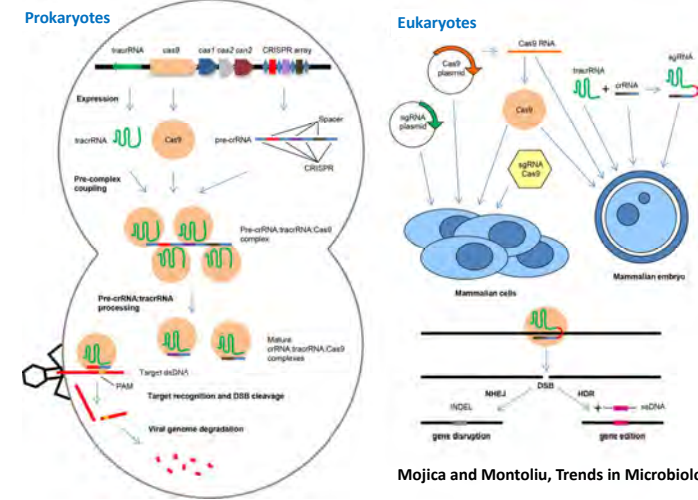 Prokaryotes
tracrRNA cas9 cas1 cas2 csn2 CRISPR array
Expression
tracrRNA
Cas9
pre-crRNA
Spacer
CRISPR
Pre-complex
coupling
Pre-crRNA:tracrRNA:Cas9
complex
Pre-crRNA:tracrRNA
processing
Mature
crRNA:tracrRNA:Cas9
complexes
Target dsDNA
PAM
Target recognition and DSB cleavage
Viral genome degradation
Eukaryotes
Cas9
plasmid
Cas9 RNA
sgRNA
tracrRNA
+
crRNA
sgRNA
plasmid
Cas9
sgRNA
Cas9
Mammalian cells
Mammalian embryo
DSB
NHEJ
HDR
INDEL
+
ssDNA
gene disruption
gene edition
Mojica and Montoliu, Trends in Microbiolo